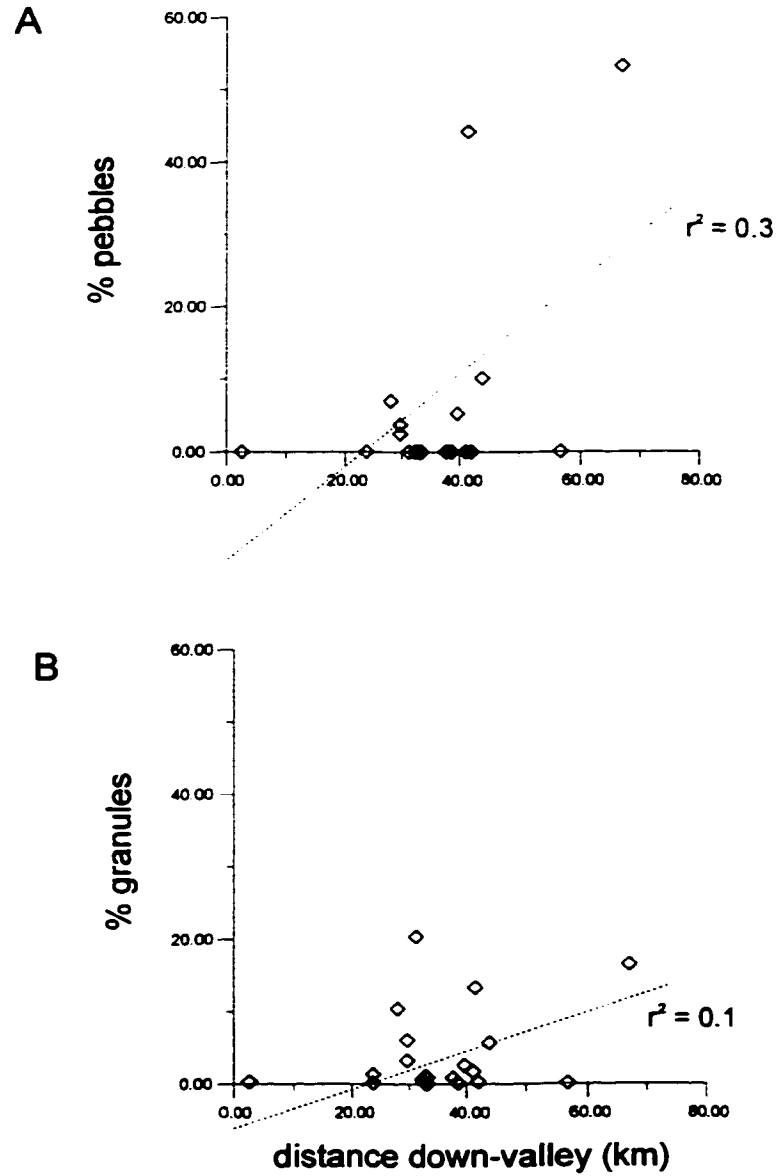 A
60.00
40.00
20.00
0.00
% pebbles
r² = 0.3
0.00 20.00 40.00 60.00 80.00
B
60.00
40.00
20.00
0.00
% granules
r² = 0.1
0.00 20.00 40.00 60.00 80.00
distance down-valley (km)